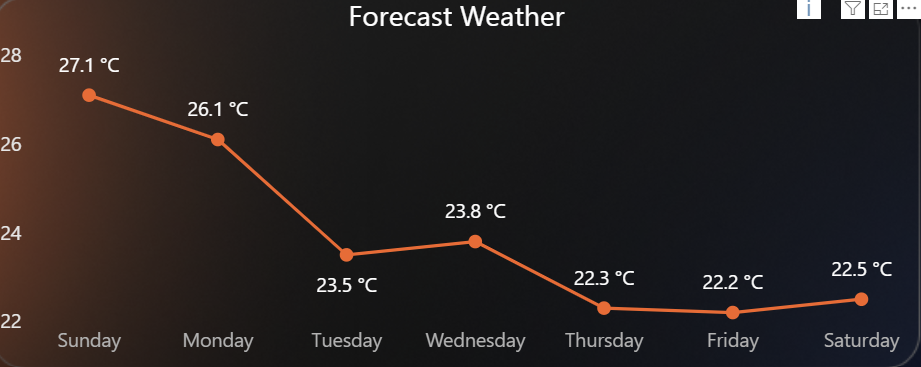 Forecast Weather
i
28
27.1 °C
26.1 °C
26
24
23.8 °C
23.5 °C
22.3 °C
22.2 °C
22.5 °C
22
Sunday Monday Tuesday Wednesday Thursday Friday Saturday